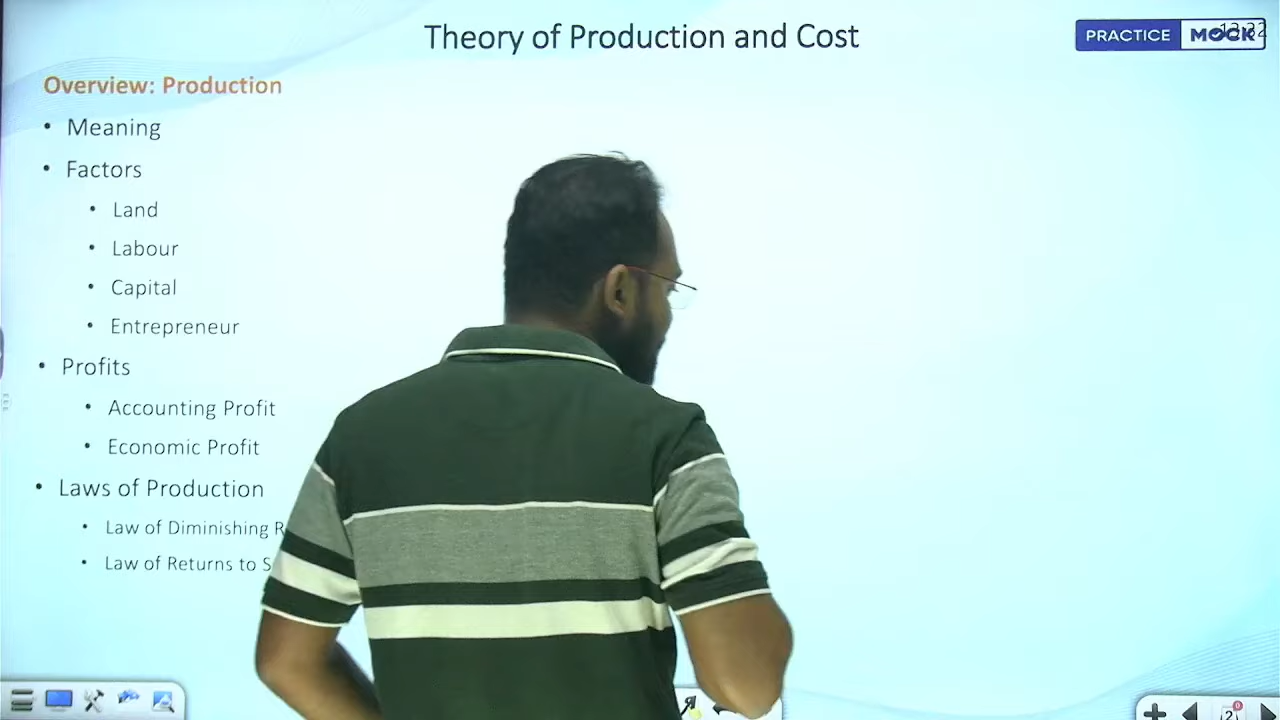 Theory of Production and Cost
PRACTICE MOCK
Overview: Production
• Meaning
• Factors
• Land
• Labour
• Capital
• Entrepreneur
• Profits
• Accounting Profit
• Economic Profit
• Laws of Production
• Law of Diminishing R
• Law of Returns to S
2